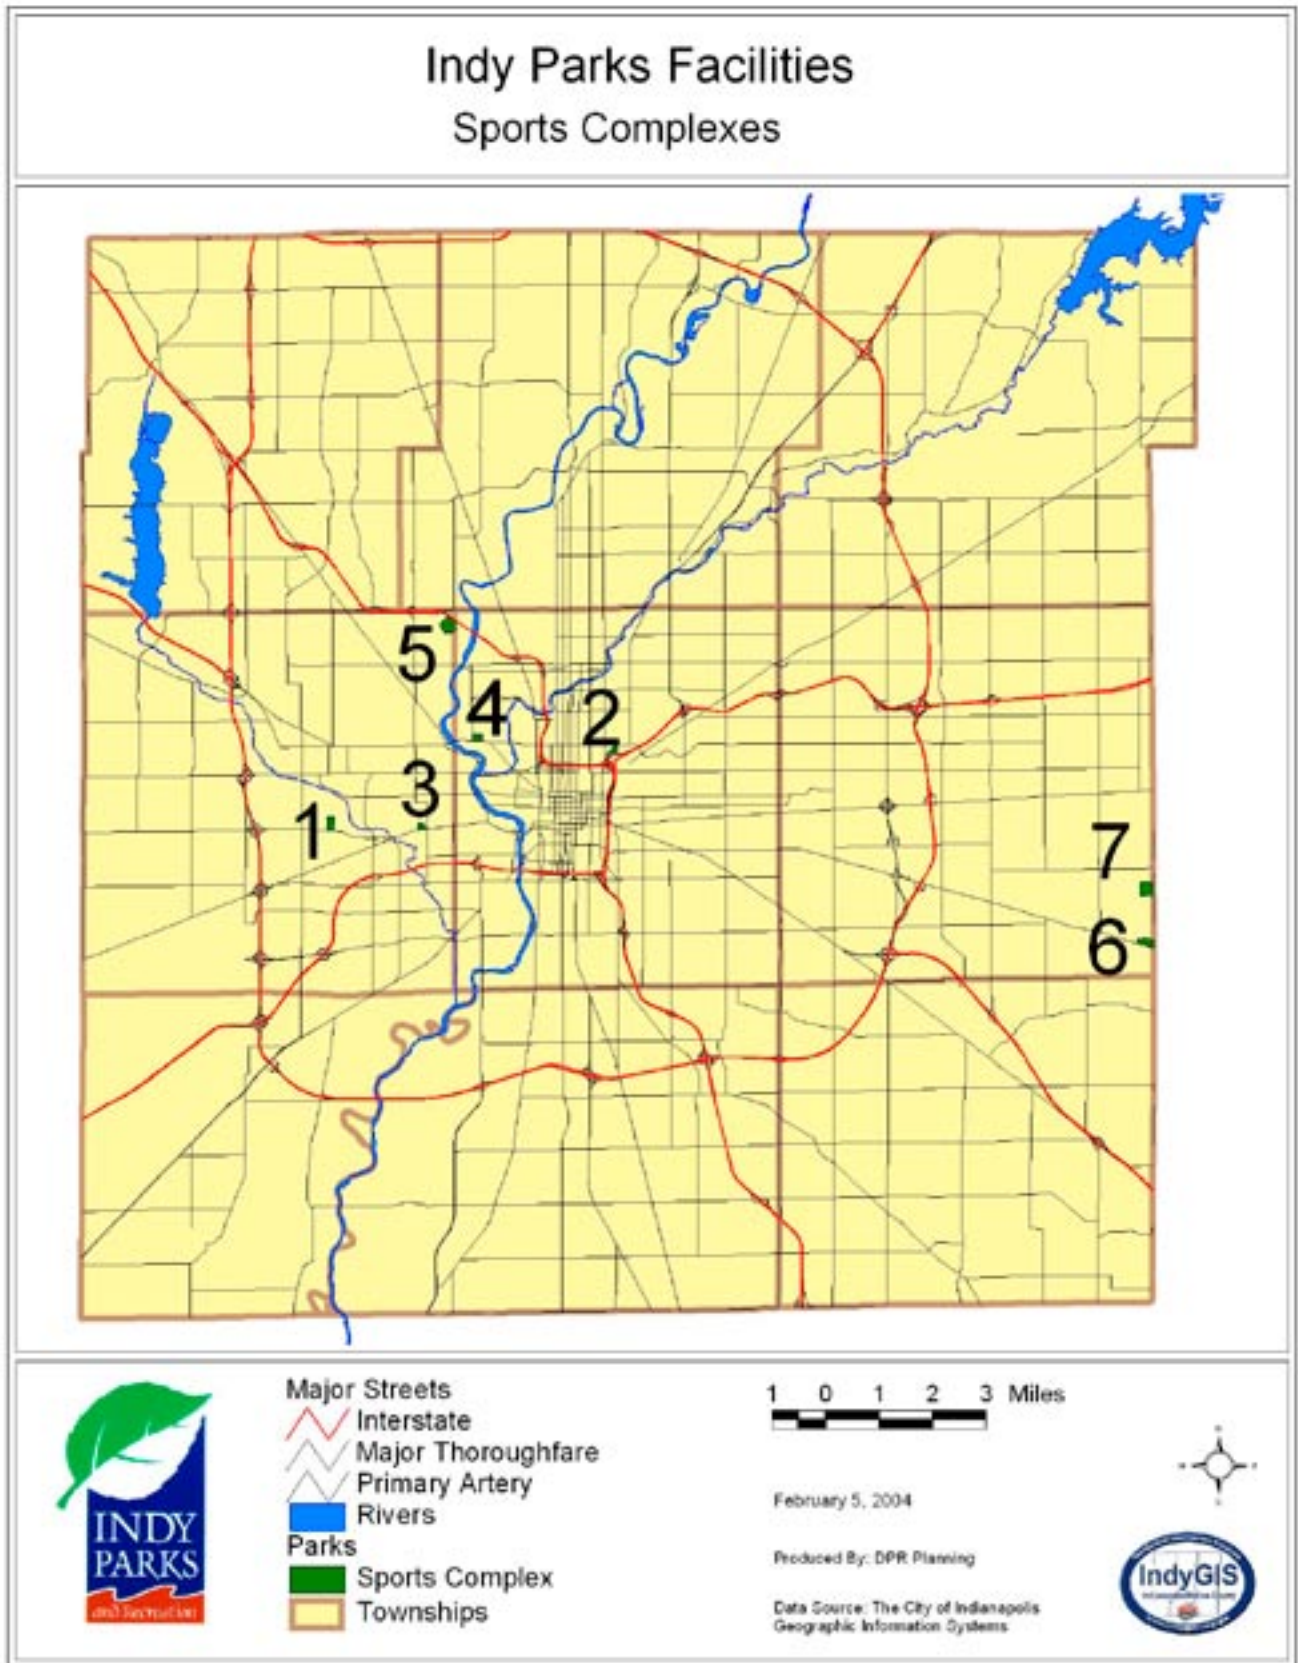 Indy Parks Facilities
Sports Complexes
5
4
2
3
1
7
6
Major Streets
Interstate
Major Thoroughfare
Primary Artery
Rivers
Parks
Sports Complex
Townships
1 0 1 2 3 Miles
February 5, 2004
Produced By: DPR Planning
Data Source: The City of Indianapolis
Geographic Information Systems
INDY
PARKS
and Recreation
IndyGIS